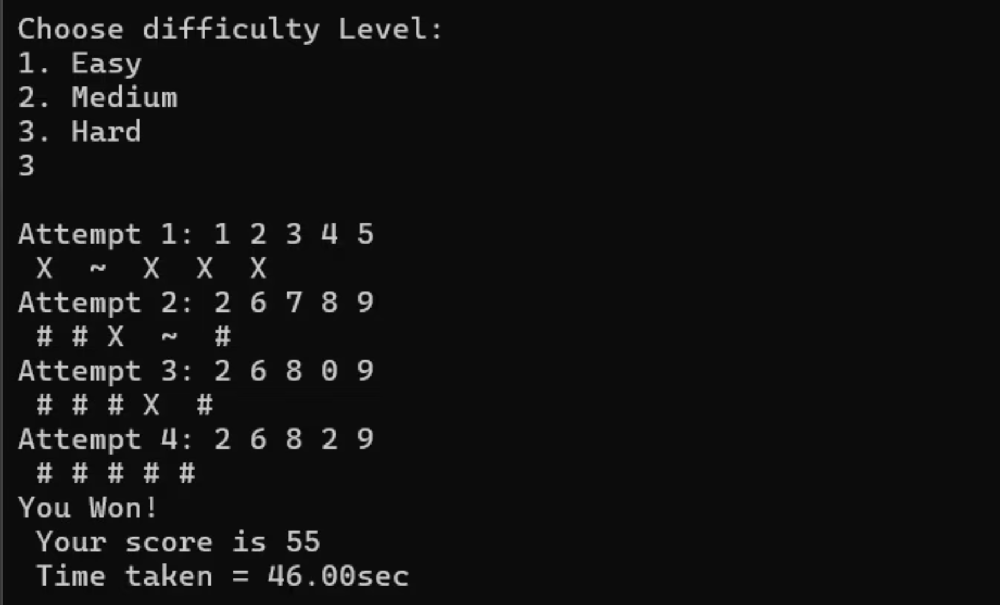 Choose difficulty Level:
1. Easy
2. Medium
3. Hard
3

Attempt 1: 1 2 3 4 5
 X  ~  X  X  X
Attempt 2: 2 6 7 8 9
 # # X  ~  #
Attempt 3: 2 6 8 0 9
 # # # X  #
Attempt 4: 2 6 8 2 9
 # # # # #
You Won!
 Your score is 55
 Time taken = 46.00sec